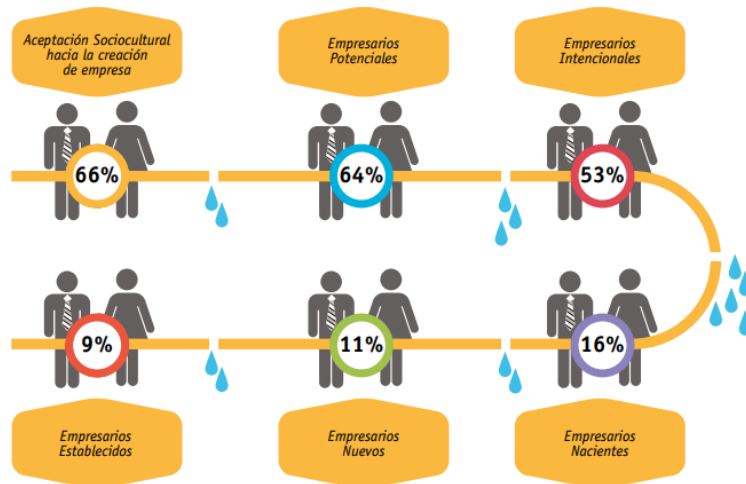 Aceptación Sociocultural
hacia la creación
de empresa
Empresarios
Potenciales
Empresarios
Intencionales
66%
64%
53%
9%
11%
16%
Empresarios
Establecidos
Empresarios
Nuevos
Empresarios
Nacientes